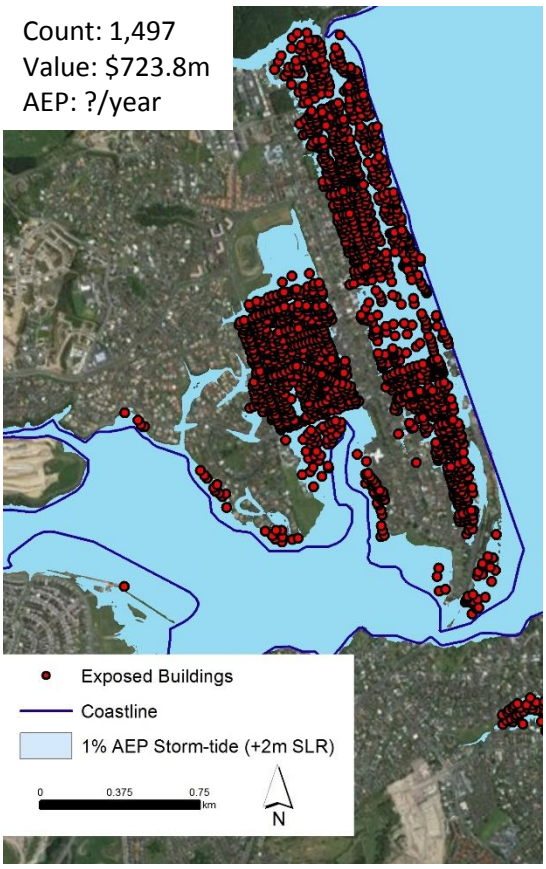 Count: 1,497
Value: $723.8m
AEP: ?/year
Exposed Buildings
Coastline
1% AEP Storm-tide (+2m SLR)
0 0.375 0.75
km
N